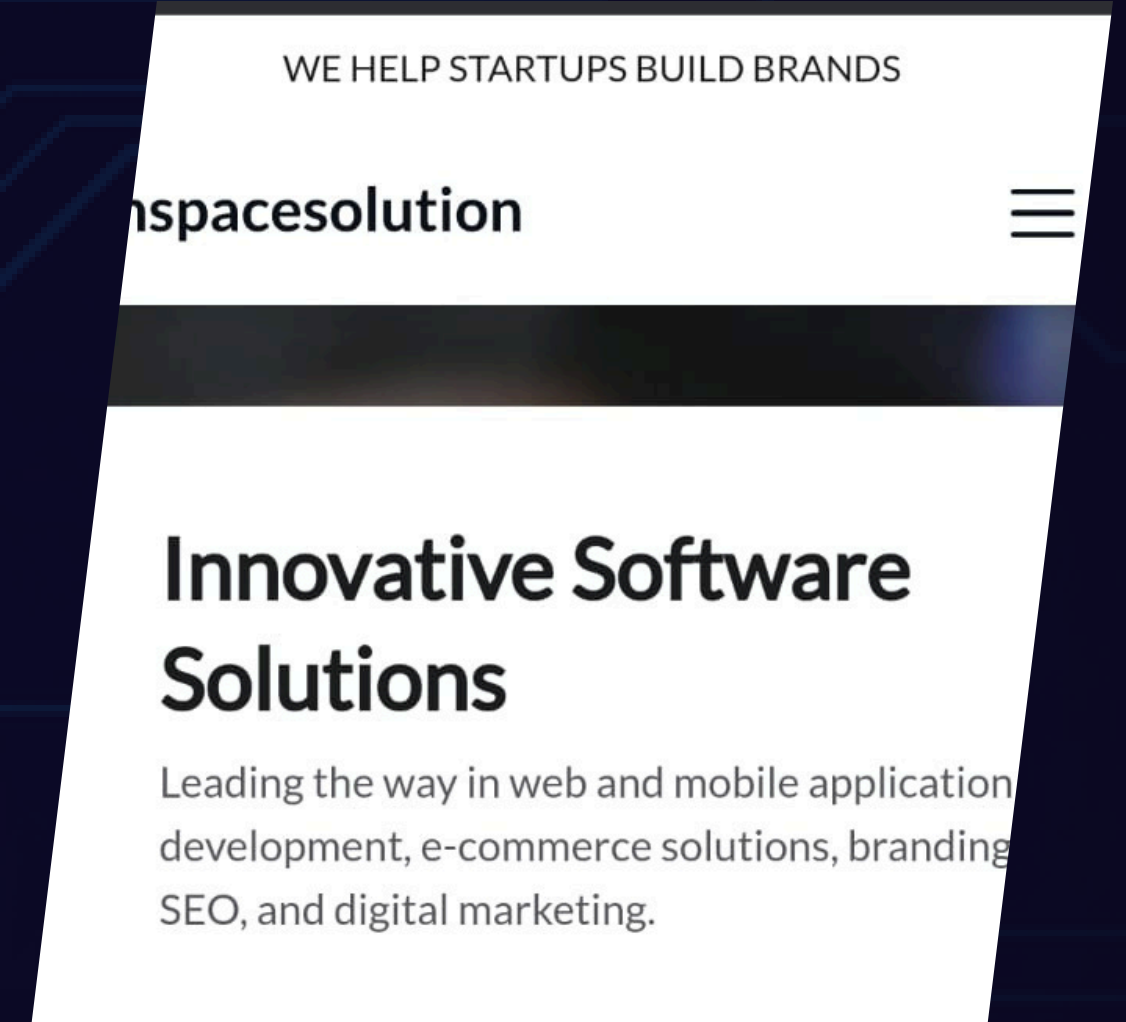 WE HELP STARTUPS BUILD BRANDS
nspacesolution
Innovative Software
Solutions
Leading the way in web and mobile application
development, e-commerce solutions, branding
SEO, and digital marketing.